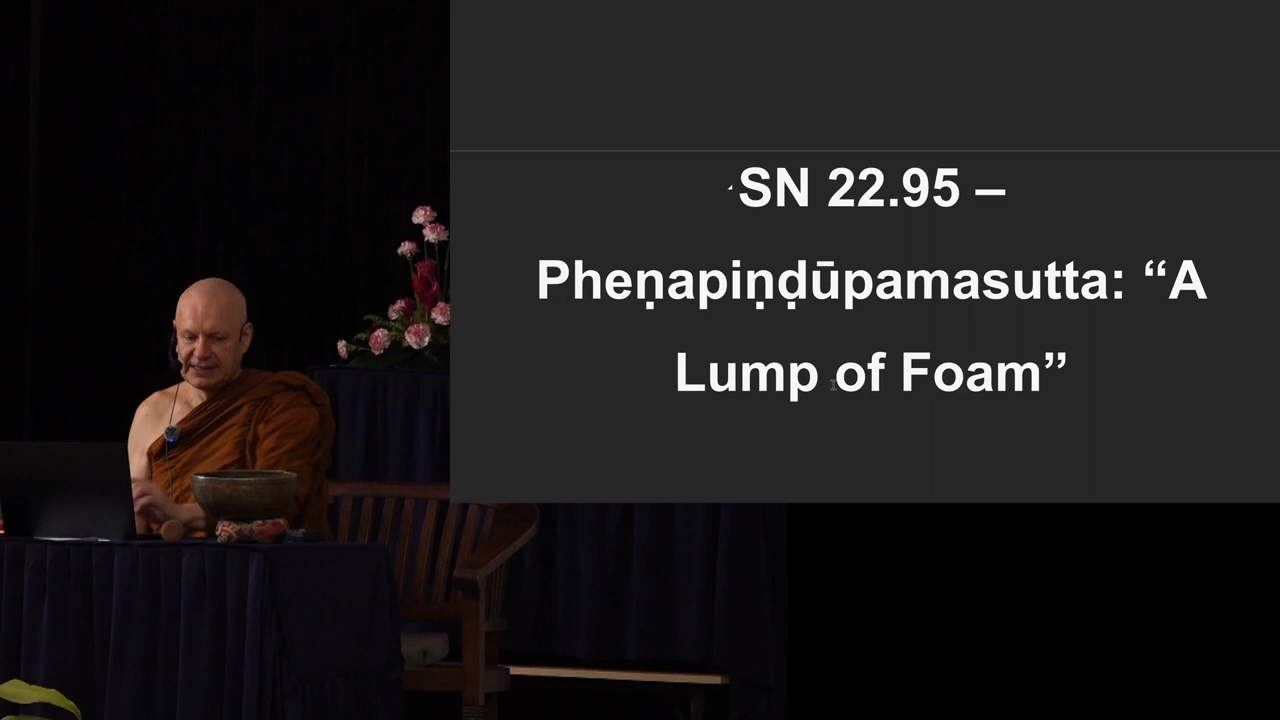 SN 22.95 –
Pheṇapiṇḍūpamasutta: “A
Lump of Foam”